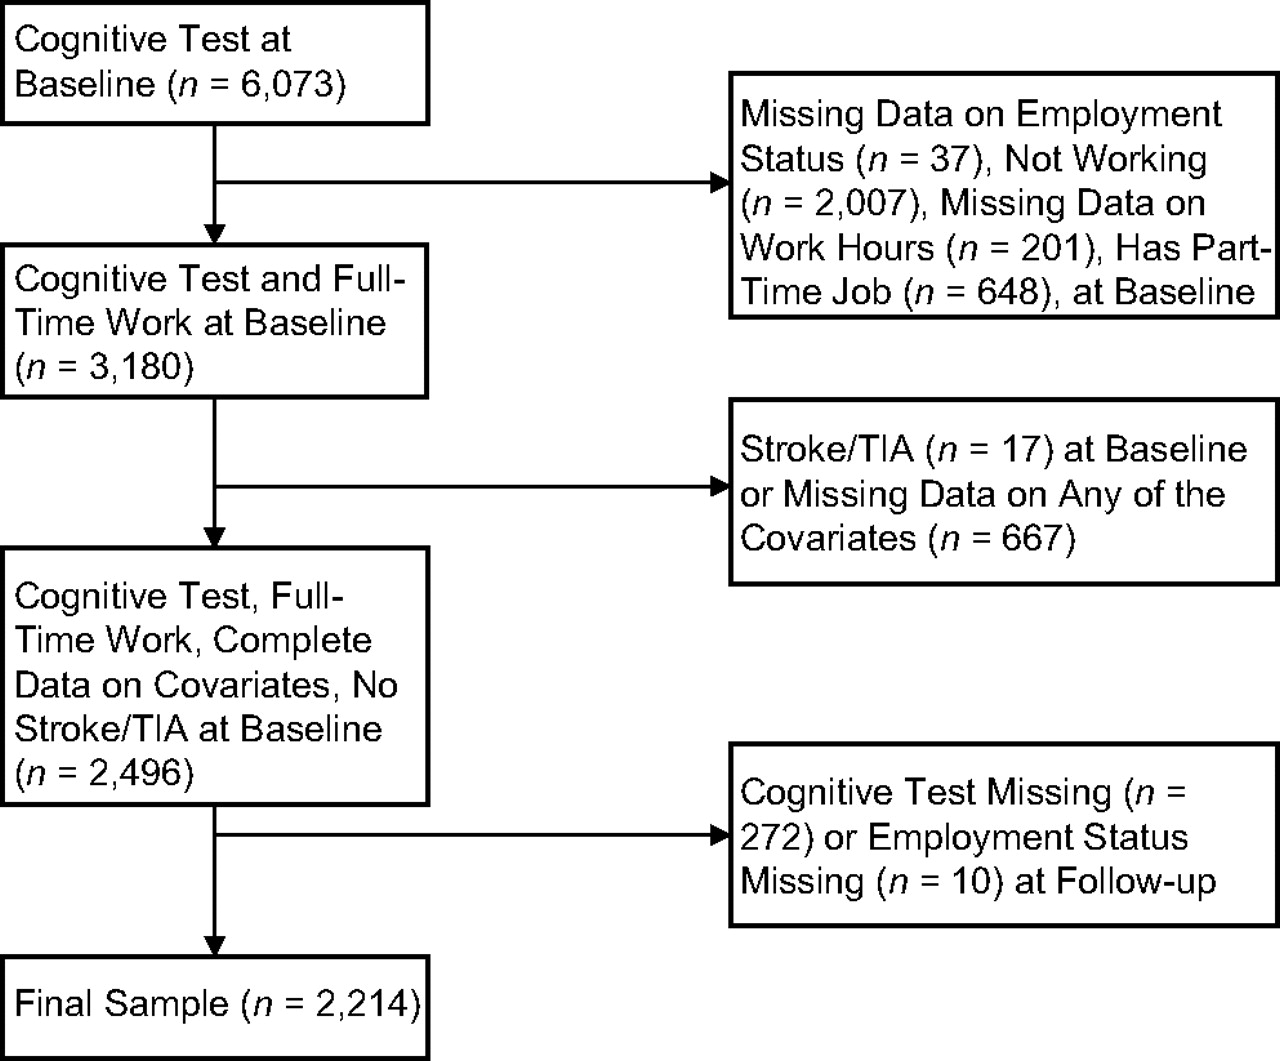 Cognitive Test at
Baseline (n = 6,073)
Missing Data on Employment
Status (n = 37), Not Working
(n = 2,007), Missing Data on
Work Hours (n = 201), Has Part-
Time Job (n = 648), at Baseline
Cognitive Test and Full-
Time Work at Baseline
(n = 3,180)
Stroke/TIA (n = 17) at Baseline
or Missing Data on Any of the
Covariates (n = 667)
Cognitive Test, Full-
Time Work, Complete
Data on Covariates, No
Stroke/TIA at Baseline
(n = 2,496)
Cognitive Test Missing (n =
272) or Employment Status
Missing (n = 10) at Follow-up
Final Sample (n = 2,214)